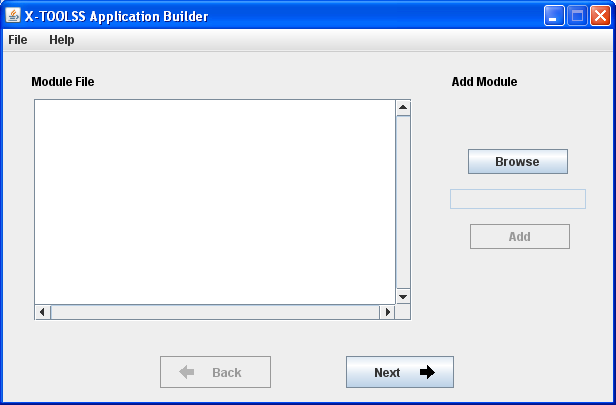 X-TOOLSS Application Builder
File Help
Module File
Add Module
Browse
Add
Back
Next